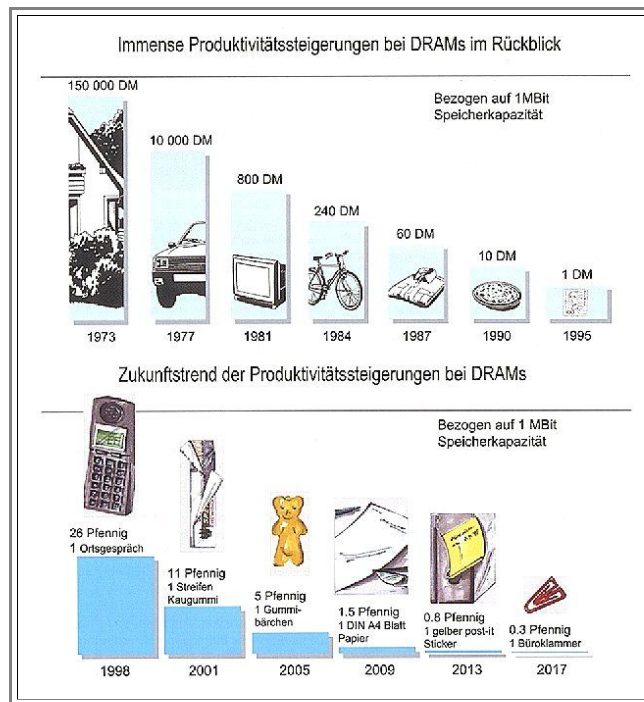 Immense Produktivitätssteigerungen bei DRAMs im Rückblick
Bezogen auf 1MBit
Speicherkapazität
150 000 DM
10 000 DM
800 DM
240 DM
60 DM
10 DM
1 DM
1973
1977
1981
1984
1987
1990
1995
Zukunftstrend der Produktivitätssteigerungen bei DRAMs
Bezogen auf 1 MBit
Speicherkapazität
26 Pfennig
1 Ortsgespräch
11 Pfennig
1 Streifen
Kaugummi
5 Pfennig
1 Gummi-
bärchen
1.5 Pfennig
1 DIN A4 Blatt
Papier
0.8 Pfennig
1 gelber post-it
Sticker
0.3 Pfennig
1 Büroklammer
1998
2001
2005
2009
2013
2017